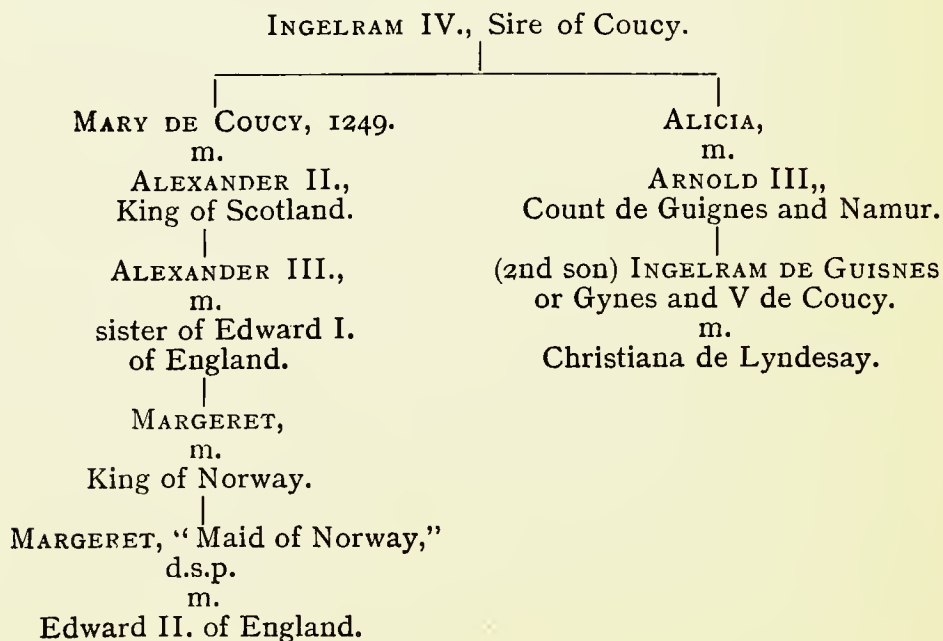 INGELRAM IV., Sire of Coucy.
MARY DE COUCY, 1249.
m.
ALEXANDER II.,
King of Scotland.
ALEXANDER III.,
m.
sister of Edward I.
of England.
MARGERET,
m.
King of Norway.
MARGERET, “ Maid of Norway,”
d.s.p.
m.
Edward II. of England.
ALICIA,
m.
ARNOLD III,,
Count de Guignes and Namur.
(2nd son) INGELRAM DE GUISNES
or Gynes and V de Coucy.
m.
Christiana de Lyndesay.